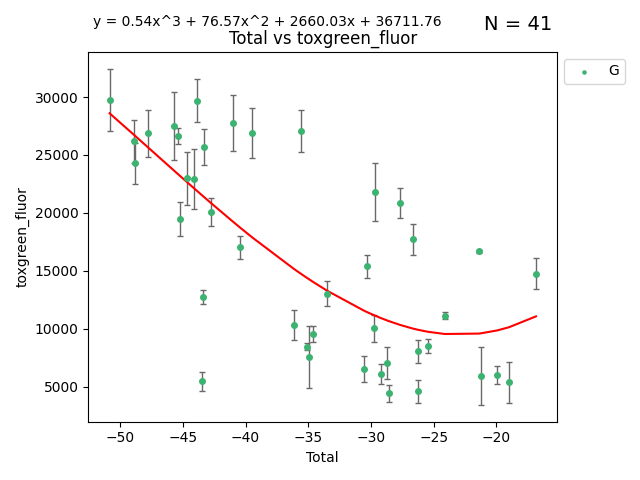 y = 0.54x^3 + 76.57x^2 + 2660.03x + 36711.76
N = 41
Total vs toxgreen_fluor
G
30000
25000
20000
15000
10000
5000
toxgreen_fluor
−50
−45
−40
−35
−30
−25
−20
Total